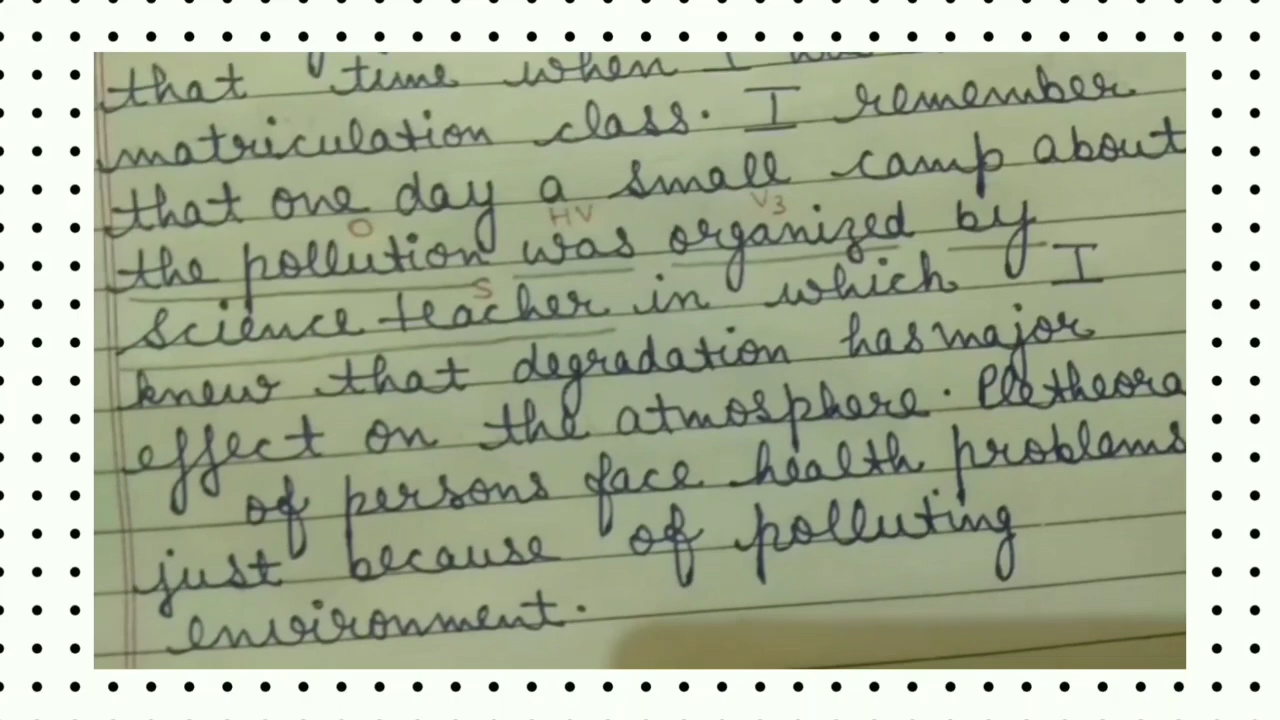 that time when I
matriculation class. I remember
that one day a small camp about
O HV V3
the pollution was organized by
S
science teacher in which I
knew that degradation has major
effect on the atmosphere. Pletheora
of persons face health problems
just because of polluting
environment.